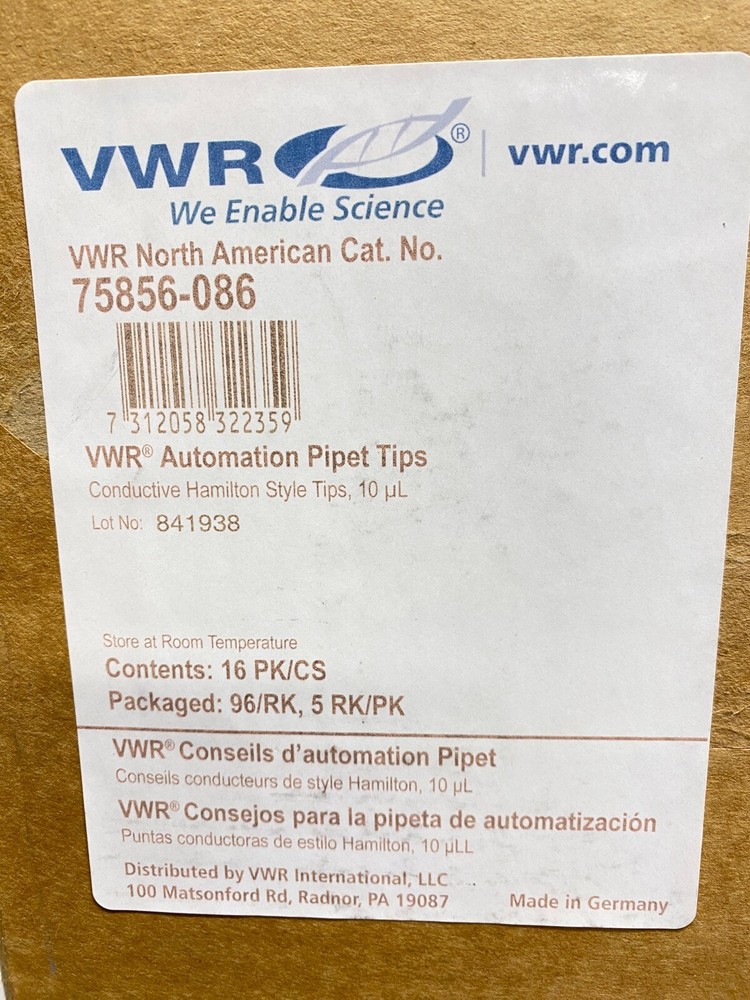 VWR® | vwr.com
We Enable Science
VWR North American Cat. No.
75856-086
7 312058 322359
VWR® Automation Pipet Tips
Conductive Hamilton Style Tips, 10 µL
Lot No: 841938
Store at Room Temperature
Contents: 16 PK/CS
Packaged: 96/RK, 5 RK/PK
VWR® Conseils d'automation Pipet
Conseils conducteurs de style Hamilton, 10 µL
VWR® Consejos para la pipeta de automatización
Puntas conductoras de estilo Hamilton, 10 µLL
Distributed by VWR International, LLC
100 Matsonford Rd, Radnor, PA 19087 Made in Germany